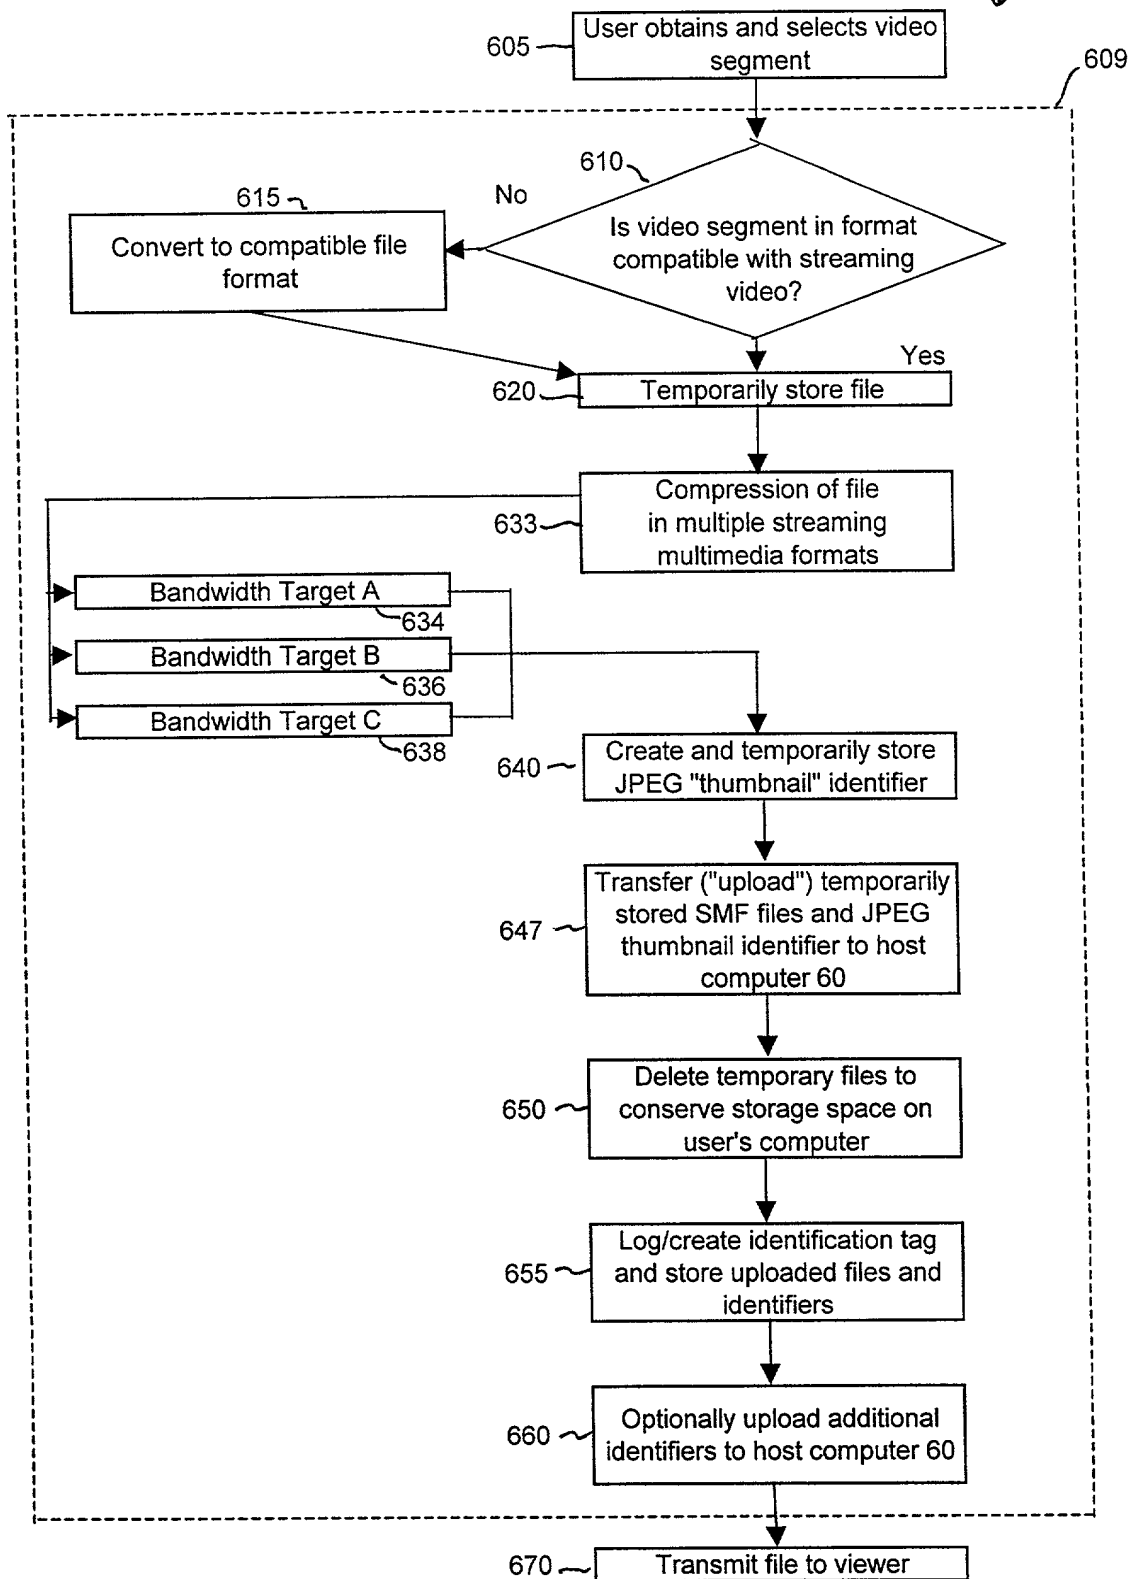 605
User obtains and selects video
segment
609
610
No
615
Convert to compatible file
format
Is video segment in format
compatible with streaming
video?
Yes
620
Temporarily store file
633
Compression of file
in multiple streaming
multimedia formats
Bandwidth Target A
634
Bandwidth Target B
636
Bandwidth Target C
638
640
Create and temporarily store
JPEG "thumbnail" identifier
647
Transfer ("upload") temporarily
stored SMF files and JPEG
thumbnail identifier to host
computer 60
650
Delete temporary files to
conserve storage space on
user's computer
655
Log/create identification tag
and store uploaded files and
identifiers
660
Optionally upload additional
identifiers to host computer 60
670
Transmit file to viewer